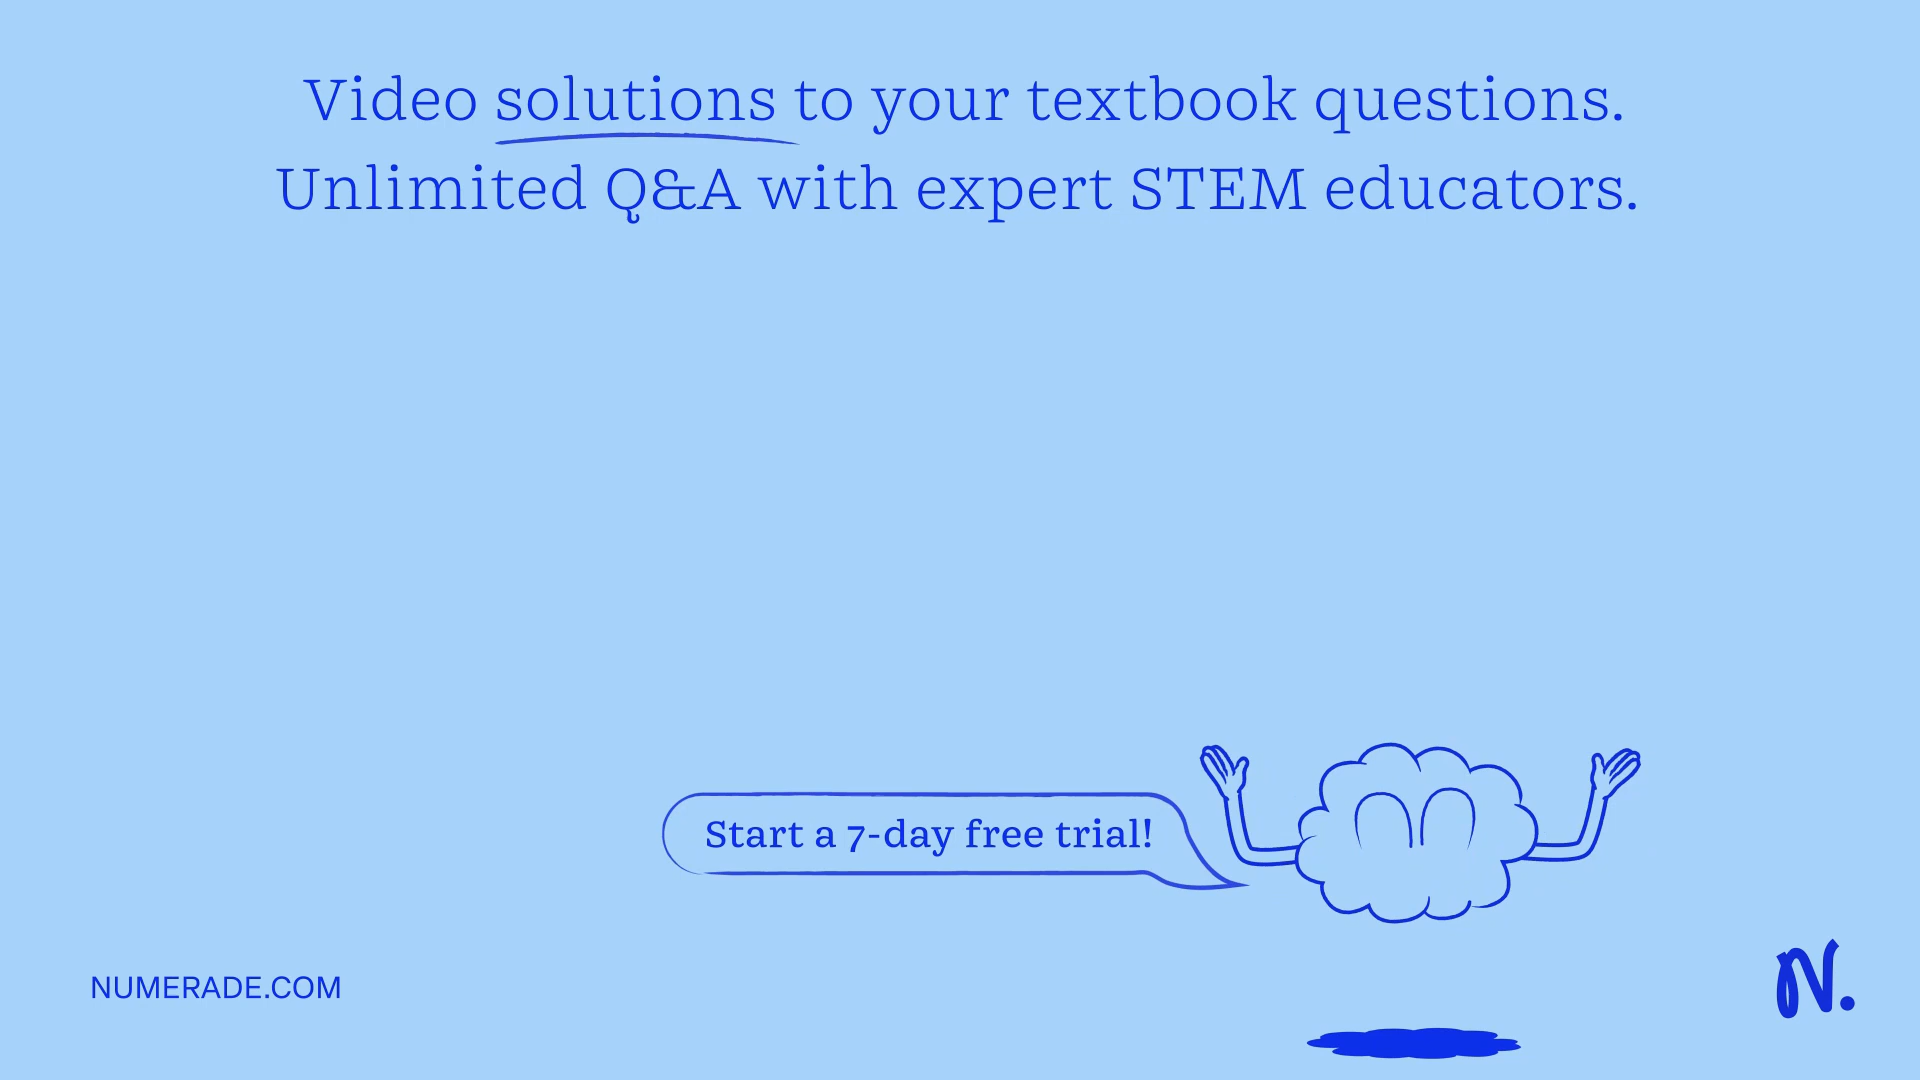 Video solutions to your textbook questions.
Unlimited Q&A with expert STEM educators.
Start a 7-day free trial!
NUMERADE.COM
N.